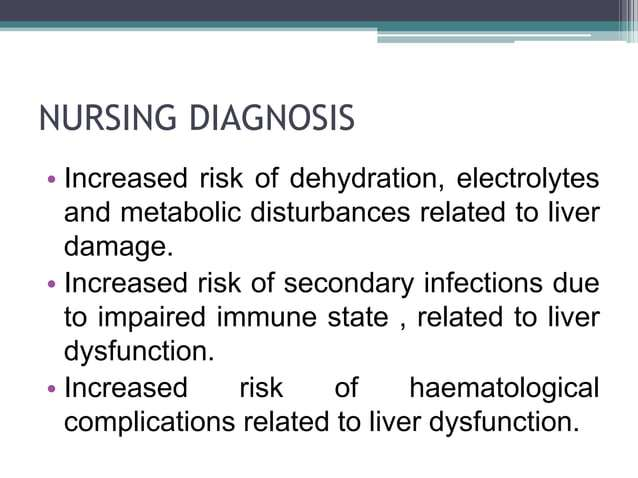 NURSING DIAGNOSIS
• Increased risk of dehydration, electrolytes
and metabolic disturbances related to liver
damage.
• Increased risk of secondary infections due
to impaired immune state , related to liver
dysfunction.
• Increased risk of haematological
complications related to liver dysfunction.